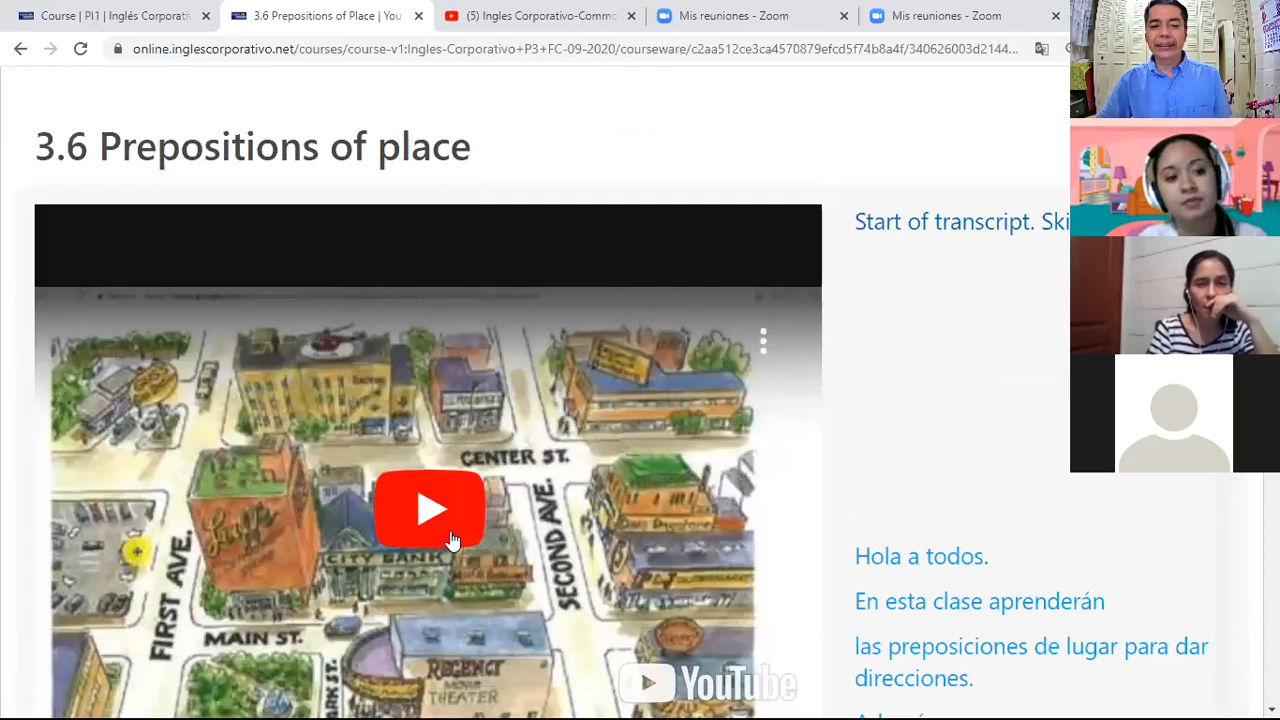 Course | PI1 | Inglés Corporati
3.6 Prepositions of Place | You
(5) Inglés Corporativo-Commo
Mis reuniones - Zoom
Mis reuniones - Zoom
online.inglescorporativo.net/courses/course-v1:Ingles-Corporativo+P3+FC-09-2020/courseware/c2aa512ce3ca4570879efcd5f74b8a4f/340626003d2144...
3.6 Prepositions of place
Start of transcript. Ski
CENTER ST.
CITY BANK
FIRST AVE.
SECOND AVE.
MAIN ST.
REGENCY
MOVIE
THEATER
YouTube
Hola a todos.
En esta clase aprenderán
las preposiciones de lugar para dar
direcciones.